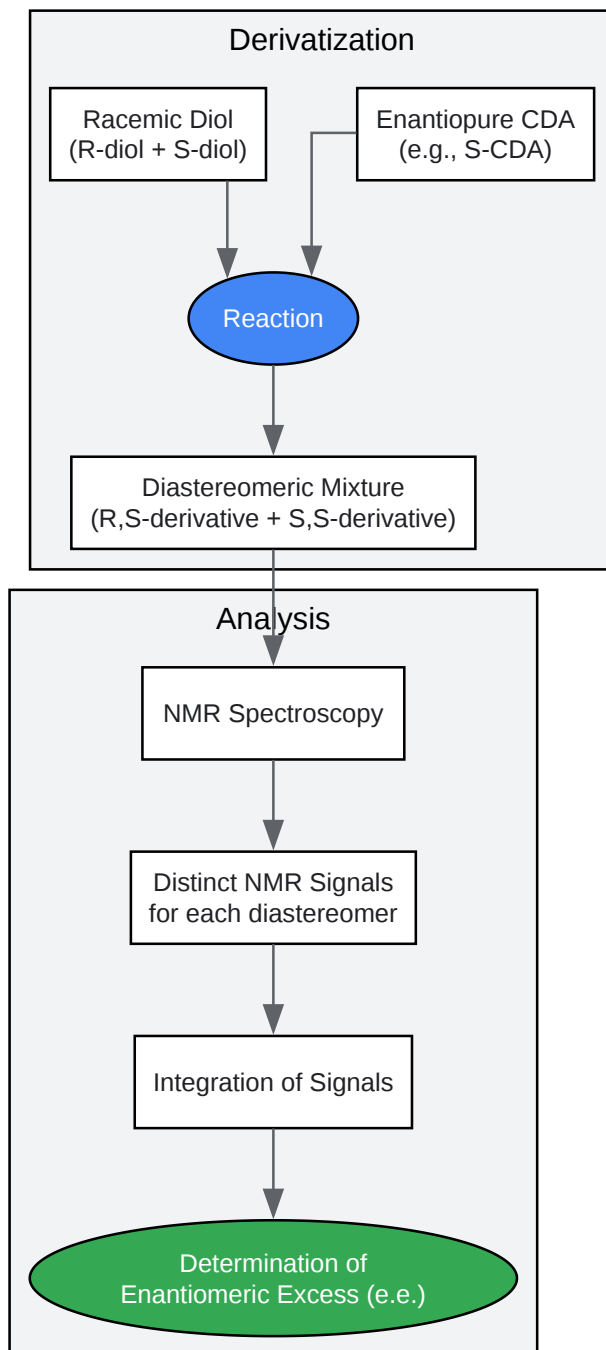 Derivatization
Racemic Diol
(R-diol + S-diol)
Enantiopure CDA
(e.g., S-CDA)
Reaction
Diastereomeric Mixture
(R,S-derivative + S,S-derivative)
Analysis
NMR Spectroscopy
Distinct NMR Signals
for each diastereomer
Integration of Signals
Determination of
Enantiomeric Excess (e.e.)